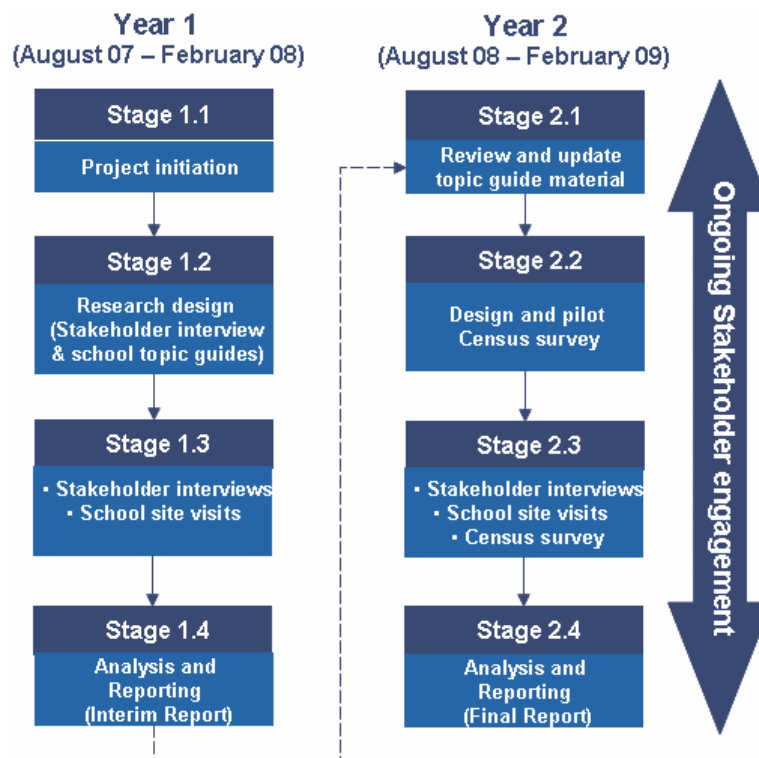 Year 1
(August 07 – February 08)
Stage 1.1
Project initiation
Stage 1.2
Research design
(Stakeholder interview
& school topic guides)
Stage 1.3
▪ Stakeholder interviews
▪ School site visits
Stage 1.4
Analysis and
Reporting
(Interim Report)
Year 2
(August 08 – February 09)
Stage 2.1
Review and update
topic guide material
Stage 2.2
Design and pilot
Census survey
Stage 2.3
▪ Stakeholder interviews
▪ School site visits
▪ Census survey
Stage 2.4
Analysis and
Reporting
(Final Report)
Ongoing Stakeholder engagement